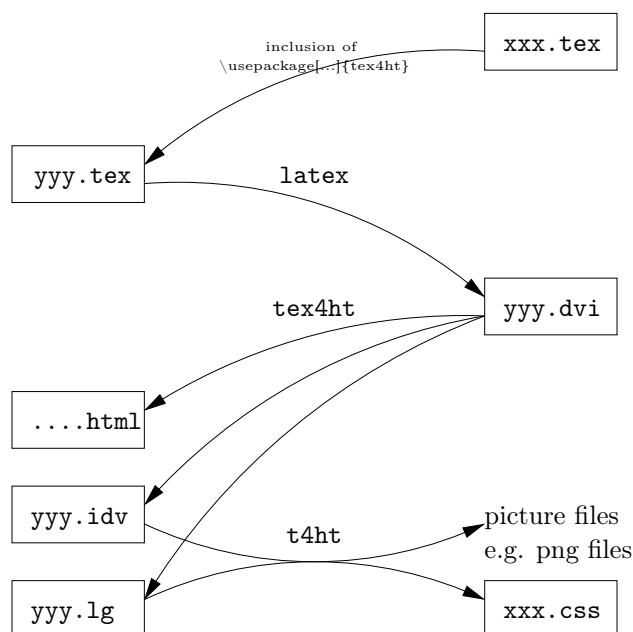 inclusion of
\usepackage[...]{tex4ht}
xxx.tex
yyy.tex
latex
tex4ht
yyy.dvi
....html
yyy.idv
t4ht
picture files
e.g. png files
yyy.lg
xxx.css